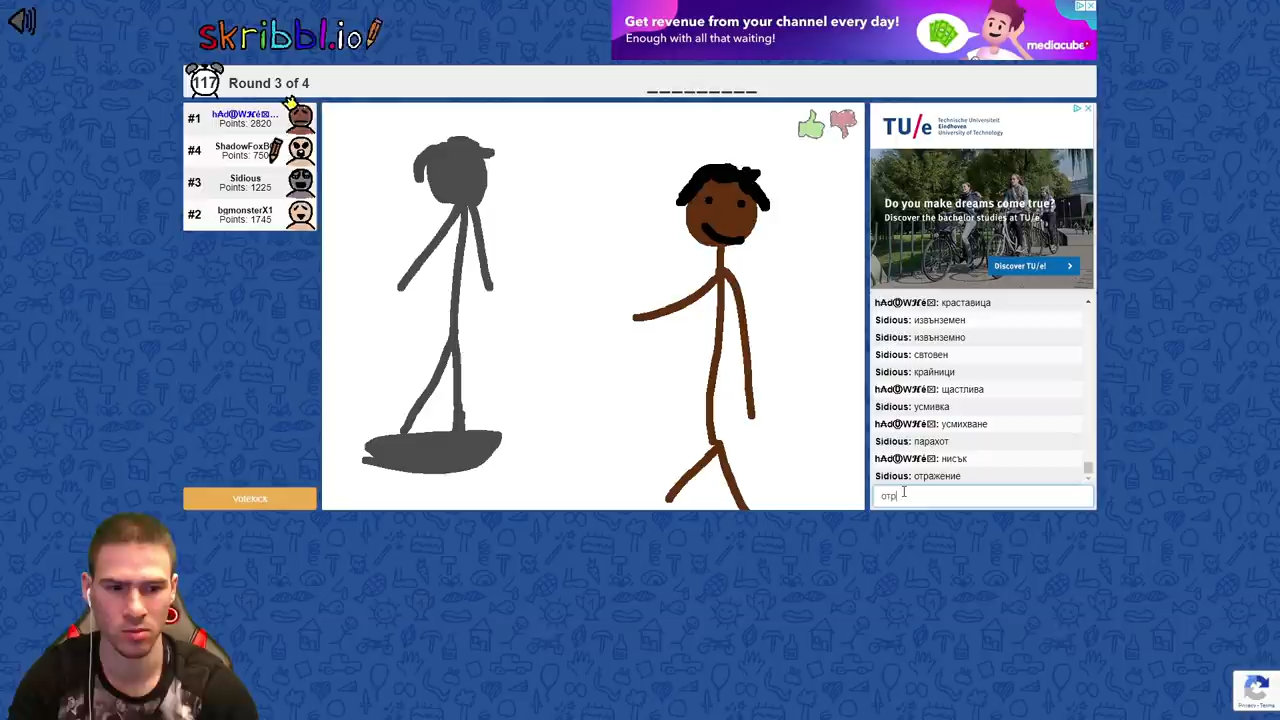 skribbl.io
Get revenue from your channel every day!
Enough with all that waiting!
mediacube
117
Round 3 of 4
_ _ _ _ _ _ _ _ _
#1
Points: 2820
#4
ShadowFoxB
Points: 750
#3
Sidious
Points: 1225
#2
bgmonsterX1
Points: 1745
TU/e
Technische Universiteit
Eindhoven
University of Technology
Do you make dreams come true?
Discover the bachelor studies at TU/e.
Discover TU/e!
краставица
Sidious: извънземен
Sidious: извънземно
Sidious: свтовен
Sidious: крайници
щастлива
Sidious: усмивка
усмихване
Sidious: парахот
нисък
Sidious: отражение
отр
Votekick
Privacy - Terms